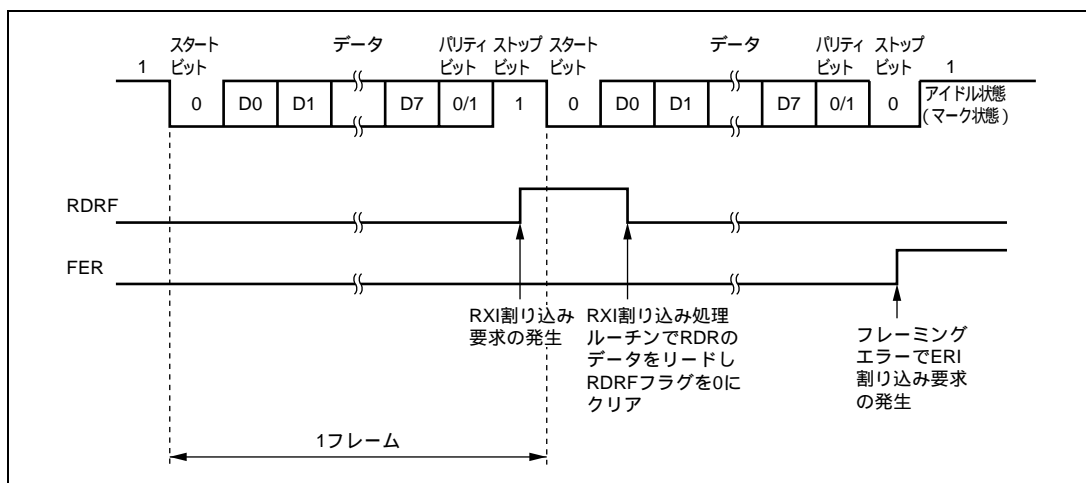 スタート
ビット
データ
パリティ
ビット
ストップ
ビット
スタート
ビット
データ
パリティ
ビット
ストップ
ビット
1
0
D0
D1
D7
0/1
1
0
D0
D1
D7
0/1
0
1
アイドル状態
(マーク状態)
RDRF
FER
RXI割り込み
要求の発生
RXI割り込み処理
ルーチンでRDRの
データをリードし
RDRFフラグを0に
クリア
フレーミング
エラーでERI
割り込み要求
の発生
1フレーム